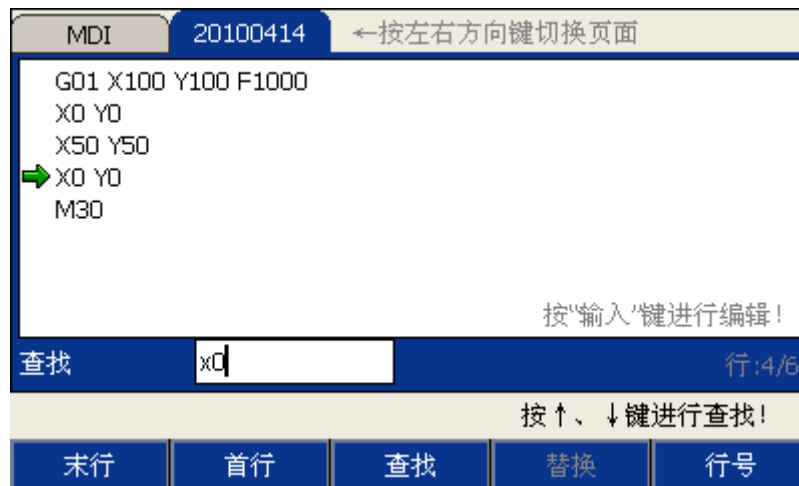 MDI 20100414 ←按左右方向键切换页面
G01 X100 Y100 F1000
X0 Y0
X50 Y50
X0 Y0
M30
按"输入"键进行编辑!
查找 x0 行:4/6
按↑、↓键进行查找!
末行 首行 查找 替换 行号